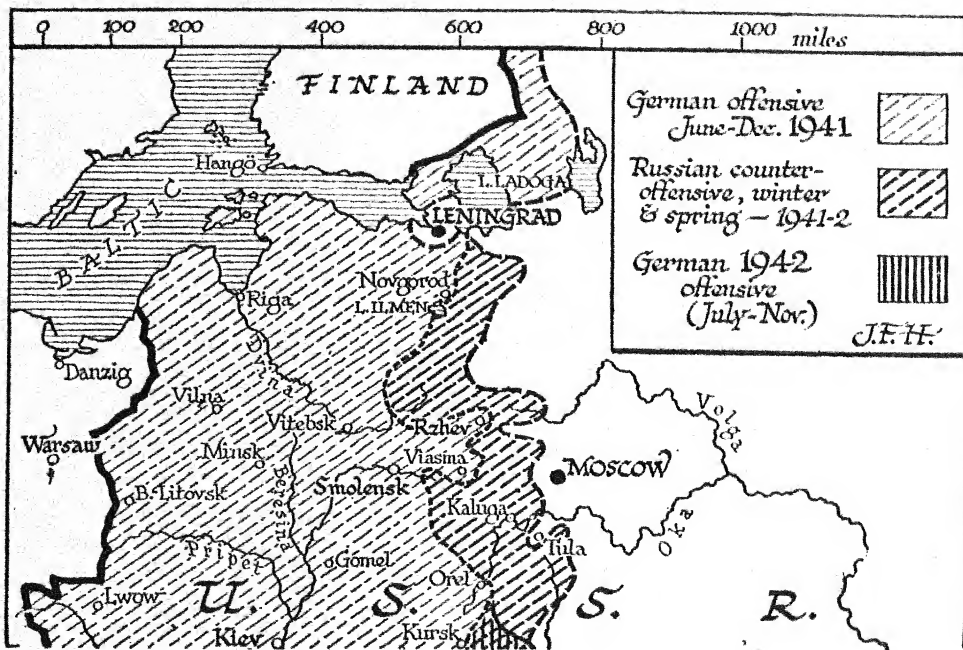 0 100 200 400 600 800 1000 miles
FINLAND
German offensive
June-Dec. 1941
Russian counter-
offensive, winter
& spring – 1941-2
German 1942
offensive
(July-Nov.)
J.F.H.
Hangö
L. LADOGA
LENINGRAD
BALTIC
Novgorod
L. ILMEN
Riga
Dvina
Danzig
Vilna
Vitebsk
Rzhev
Volga
Warsaw
Minsk
Viasma
MOSCOW
Smolensk
B.-Litovsk
Beresina
Kaluga
Oka
Tula
Pripet
Gomel
Orel
Lwow
U. S. S. R.
Kiev
Kursk